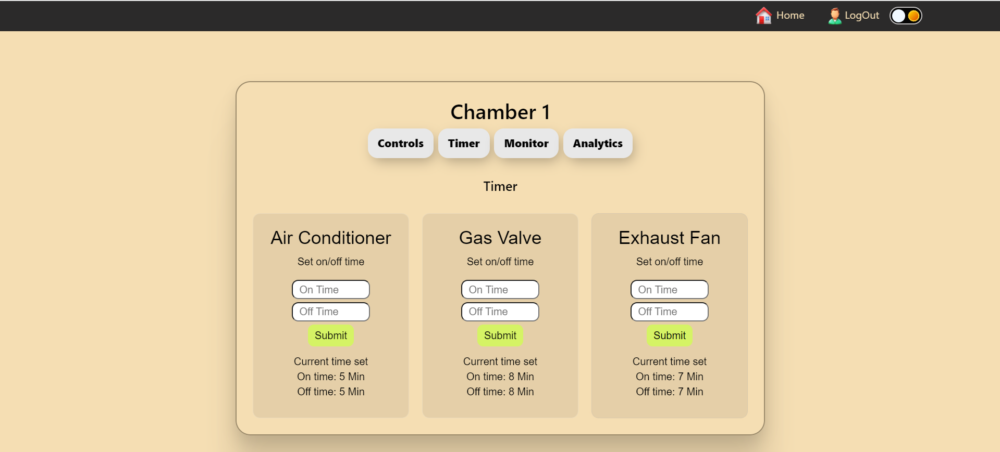 Home LogOut
Chamber 1
Controls Timer Monitor Analytics
Timer
Air Conditioner
Set on/off time
On Time
Off Time
Submit
Current time set
On time: 5 Min
Off time: 5 Min
Gas Valve
Set on/off time
On Time
Off Time
Submit
Current time set
On time: 8 Min
Off time: 8 Min
Exhaust Fan
Set on/off time
On Time
Off Time
Submit
Current time set
On time: 7 Min
Off time: 7 Min